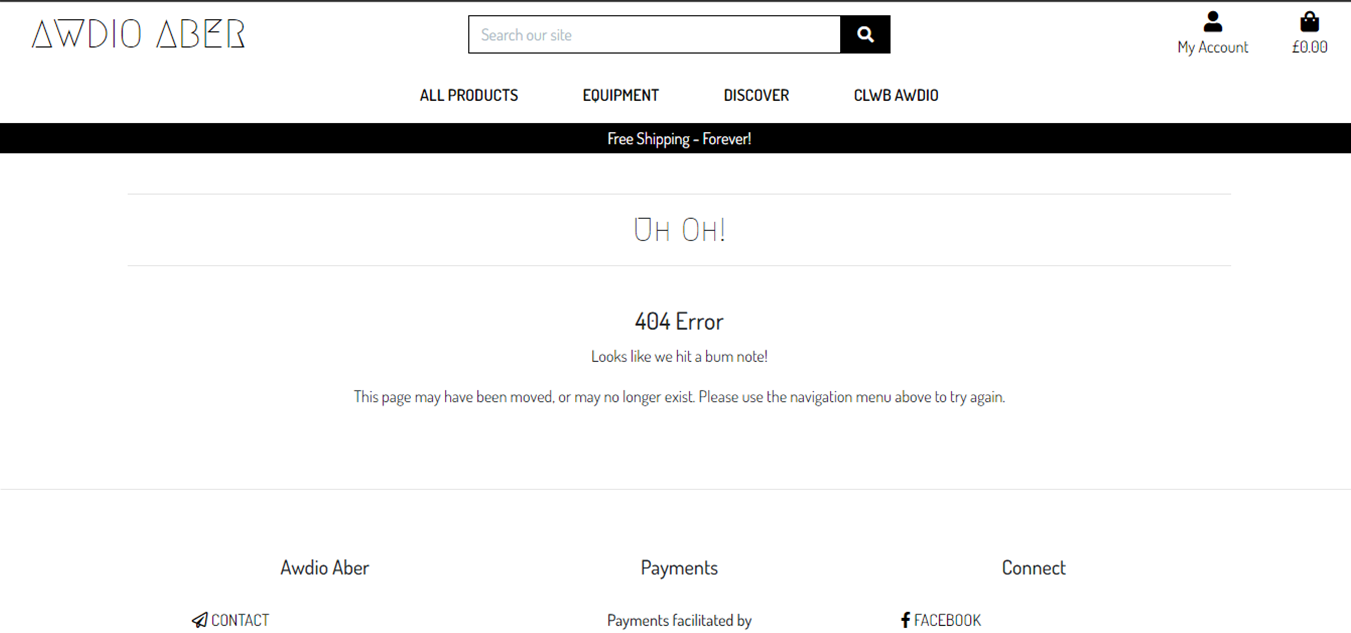 AWDIO ABER
Search our site
My Account
£0.00
ALL PRODUCTS
EQUIPMENT
DISCOVER
CLWB AWDIO
Free Shipping - Forever!
Uh Oh!
404 Error
Looks like we hit a bum note!
This page may have been moved, or may no longer exist. Please use the navigation menu above to try again.
Awdio Aber
Payments
Connect
CONTACT
Payments facilitated by
FACEBOOK